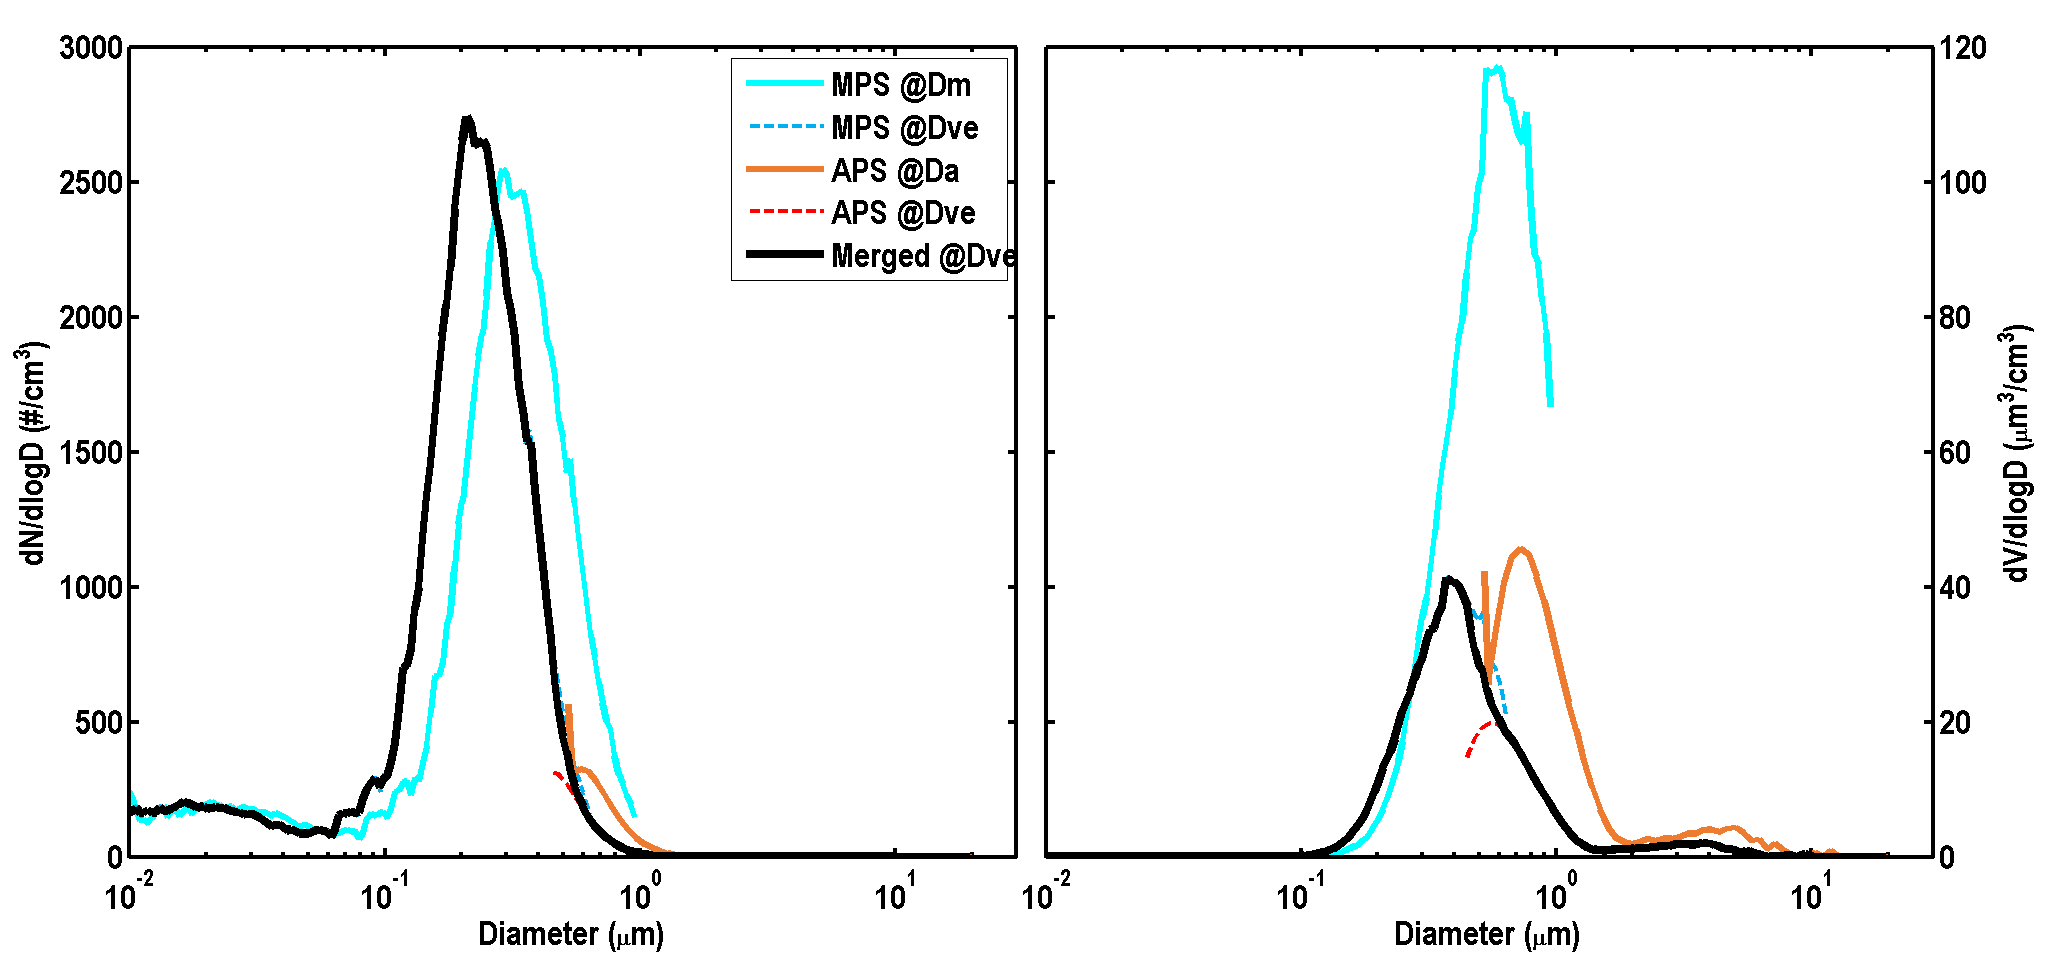 3000
2500
2000
1500
1000
500
0
dN/dlogD (#/cm³)
10⁻² 10⁻¹ 10⁰ 10¹
Diameter (μm)
MPS @Dm
MPS @Dve
APS @Da
APS @Dve
Merged @Dve
120
100
80
60
40
20
0
dV/dlogD (μm³/cm³)
10⁻² 10⁻¹ 10⁰ 10¹
Diameter (μm)